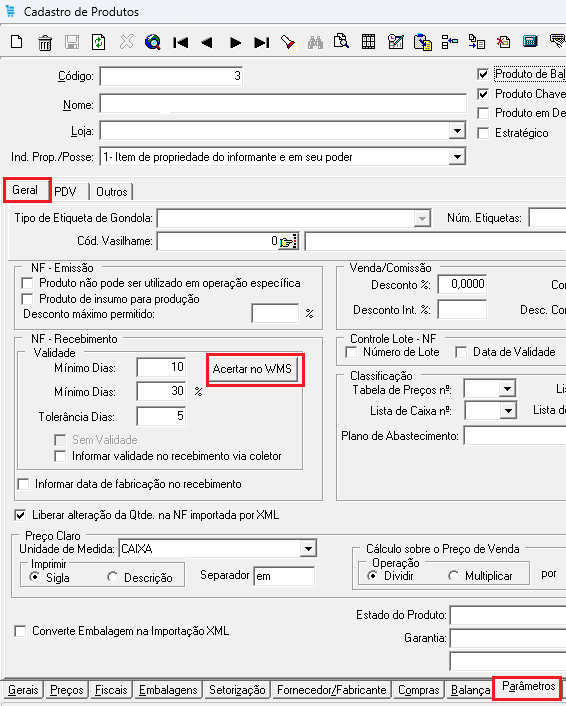 Cadastro de Produtos
Código: 3
Produto de Bal
Produto Chave
Nome:
Produto em De
Loja:
Estratégico
Ind. Prop./Posse: 1- Item de propriedade do informante e em seu poder
Geral PDV Outros
Tipo de Etiqueta de Gondola: Núm. Etiquetas:
Cód. Vasilhame: 0
NF - Emissão
Produto não pode ser utilizado em operação específica
Produto de insumo para produção
Desconto máximo permitido: %
Venda/Comissão
Desconto %: 0,0000 Co
Desconto Int. %: Desc. Co
NF - Recebimento
Validade
Mínimo Dias: 10 Acertar no WMS
Mínimo Dias: 30 %
Tolerância Dias: 5
Sem Validade
Informar validade no recebimento via coletor
Informar data de fabricação no recebimento
Controle Lote - NF
Número de Lote Data de Validade
Classificação
Tabela de Preços nº: Lis
Lista de Caixa nº: Lista de
Plano de Abastecimento:
Liberar alteração da Qtde. na NF importada por XML
Preço Claro
Unidade de Medida: CAIXA
Imprimir
Sigla Descrição Separador em
Cálculo sobre o Preço de Venda
Operação
Dividir Multiplicar por
Estado do Produto:
Converte Embalagem na Importação XML
Garantia:
Gerais Preços Fiscais Embalagens Setorização Fornecedor/Fabricante Compras Balança Parâmetros